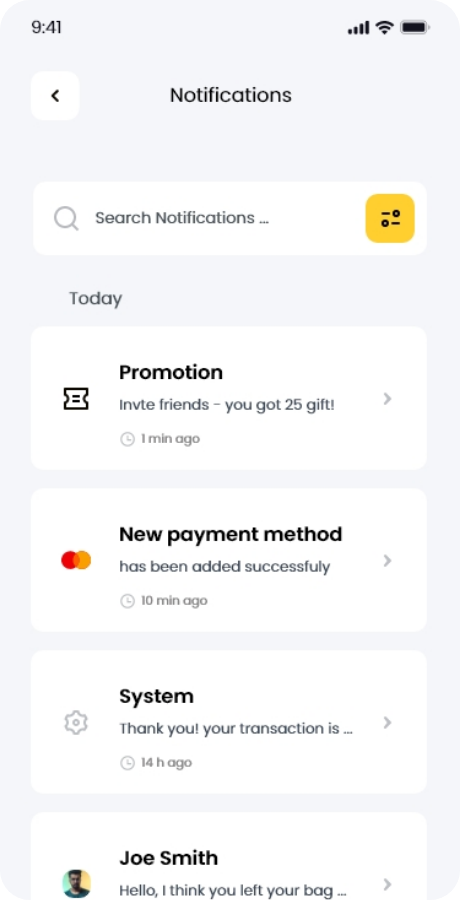 9:41
Notifications
Search Notifications ...
Today
Promotion
Invte friends - you got 25 gift!
1 min ago
New payment method
has been added successfuly
10 min ago
System
Thank you! your transaction is ...
14 h ago
Joe Smith
Hello, I think you left your bag ...